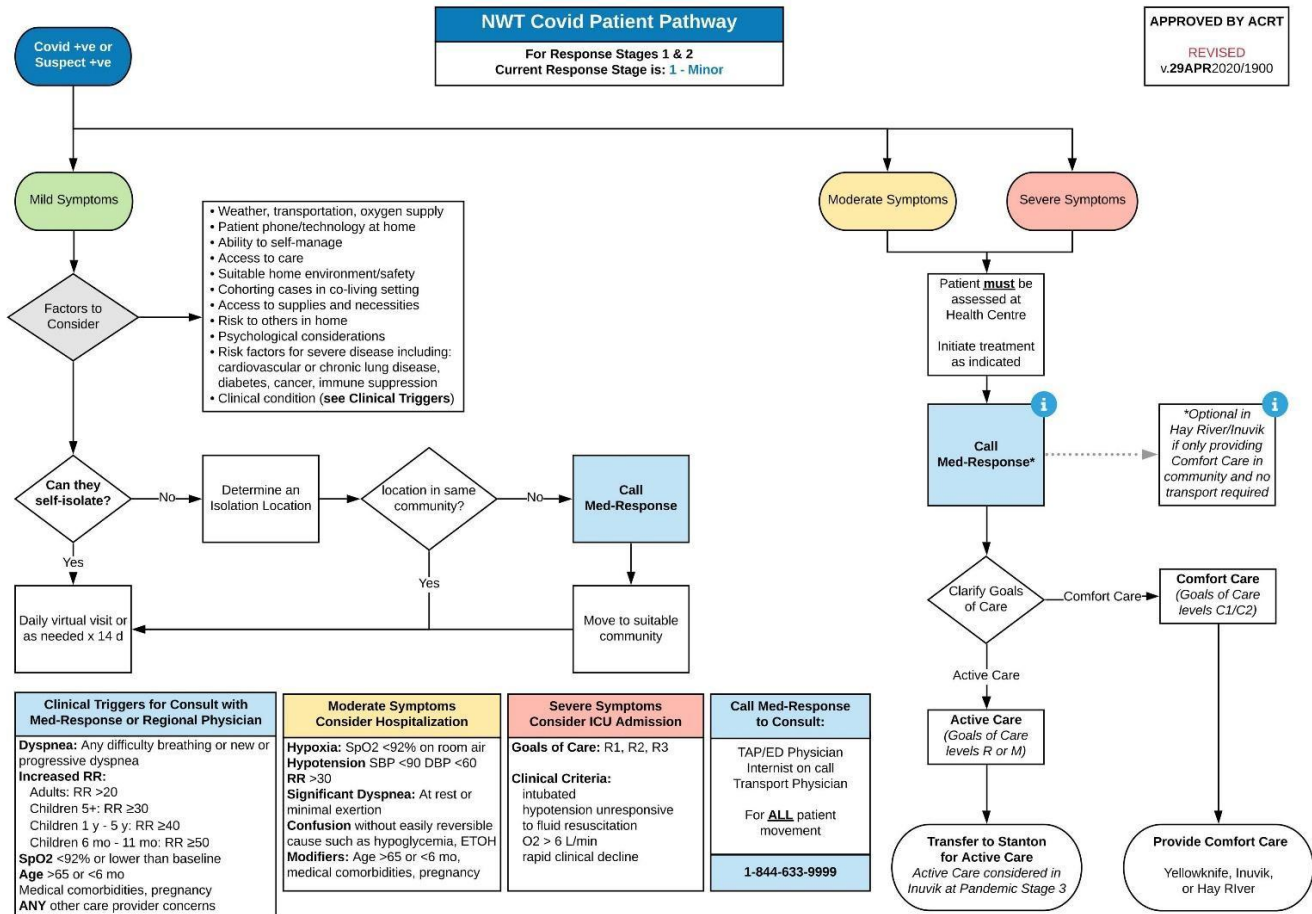 NWT Covid Patient Pathway
For Response Stages 1 & 2
Current Response Stage is: 1 - Minor
APPROVED BY ACRT
REVISED
v.29APR2020/1900
Covid +ve or
Suspect +ve
Mild Symptoms
Moderate Symptoms
Severe Symptoms
Factors to
Consider
• Weather, transportation, oxygen supply
• Patient phone/technology at home
• Ability to self-manage
• Access to care
• Suitable home environment/safety
• Cohorting cases in co-living setting
• Access to supplies and necessities
• Risk to others in home
• Psychological considerations
• Risk factors for severe disease including:
cardiovascular or chronic lung disease,
diabetes, cancer, immune suppression
• Clinical condition (see Clinical Triggers)
Patient must be
assessed at
Health Centre
Initiate treatment
as indicated
Can they
self-isolate?
No
Determine an
Isolation Location
location in same
community?
No
Call
Med-Response
Yes
Yes
Daily virtual visit or
as needed x 14 d
Move to suitable
community
i
Call
Med-Response*
i
*Optional in
Hay River/Inuvik
if only providing
Comfort Care in
community and no
transport required
Clarify Goals
of Care
Comfort Care
Comfort Care
(Goals of Care
levels C1/C2)
Active Care
Active Care
(Goals of Care
levels R or M)
Transfer to Stanton
for Active Care
Active Care considered in
Inuvik at Pandemic Stage 3
Provide Comfort Care
Yellowknife, Inuvik,
or Hay RIver
Clinical Triggers for Consult with
Med-Response or Regional Physician
Dyspnea: Any difficulty breathing or new or
progressive dyspnea
Increased RR:
Adults: RR >20
Children 5+: RR ≥30
Children 1 y - 5 y: RR ≥40
Children 6 mo - 11 mo: RR ≥50
SpO2 <92% or lower than baseline
Age >65 or <6 mo
Medical comorbidities, pregnancy
ANY other care provider concerns
Moderate Symptoms
Consider Hospitalization
Hypoxia: SpO2 <92% on room air
Hypotension SBP <90 DBP <60
RR >30
Significant Dyspnea: At rest or
minimal exertion
Confusion without easily reversible
cause such as hypoglycemia, ETOH
Modifiers: Age >65 or <6 mo,
medical comorbidities, pregnancy
Severe Symptoms
Consider ICU Admission
Goals of Care: R1, R2, R3
Clinical Criteria:
intubated
hypotension unresponsive
to fluid resuscitation
O2 > 6 L/min
rapid clinical decline
Call Med-Response
to Consult:
TAP/ED Physician
Internist on call
Transport Physician
For ALL patient
movement
1-844-633-9999